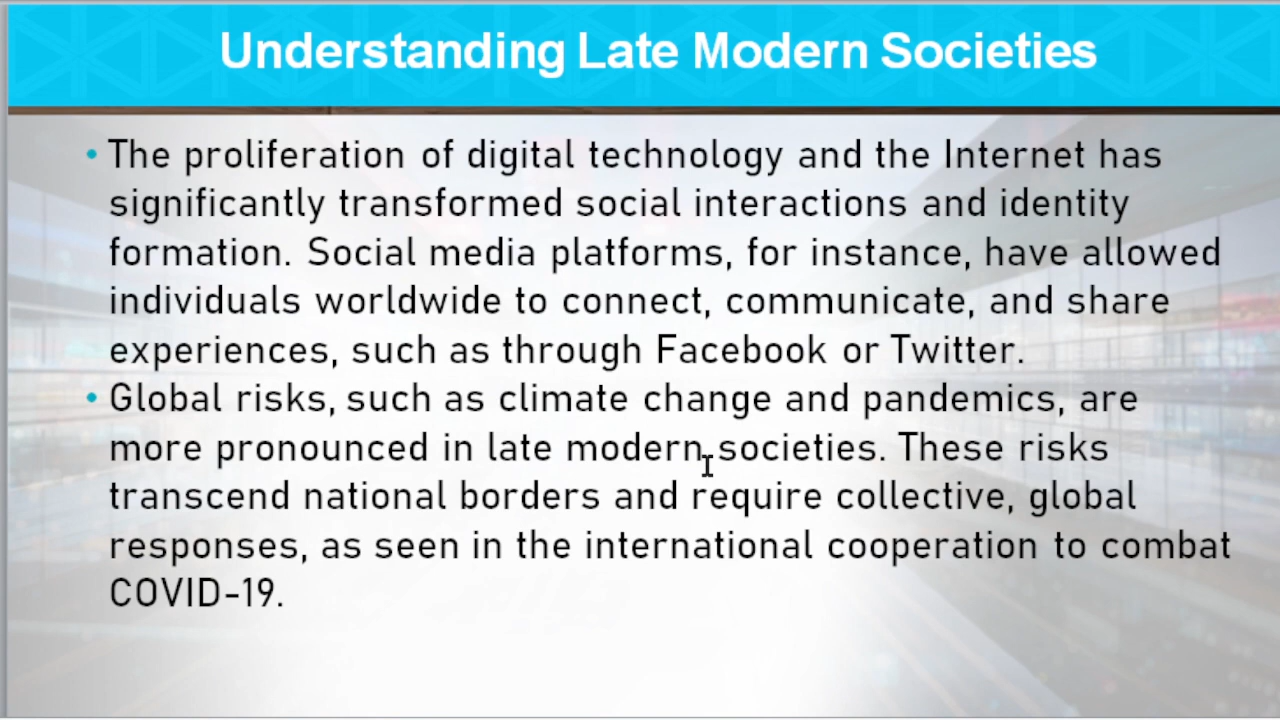 Understanding Late Modern Societies
• The proliferation of digital technology and the Internet has
significantly transformed social interactions and identity
formation. Social media platforms, for instance, have allowed
individuals worldwide to connect, communicate, and share
experiences, such as through Facebook or Twitter.
• Global risks, such as climate change and pandemics, are
more pronounced in late modern societies. These risks
transcend national borders and require collective, global
responses, as seen in the international cooperation to combat
COVID-19.